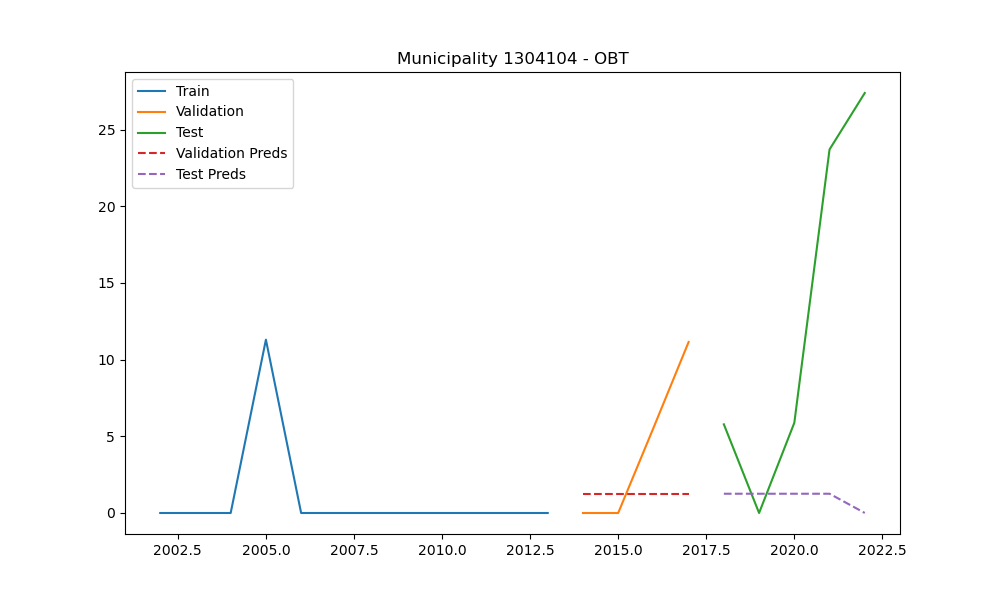 Municipality 1304104 - OBT
Train
Validation
Test
Validation Preds
Test Preds
25
20
15
10
5
0
2002.5 2005.0 2007.5 2010.0 2012.5 2015.0 2017.5 2020.0 2022.5